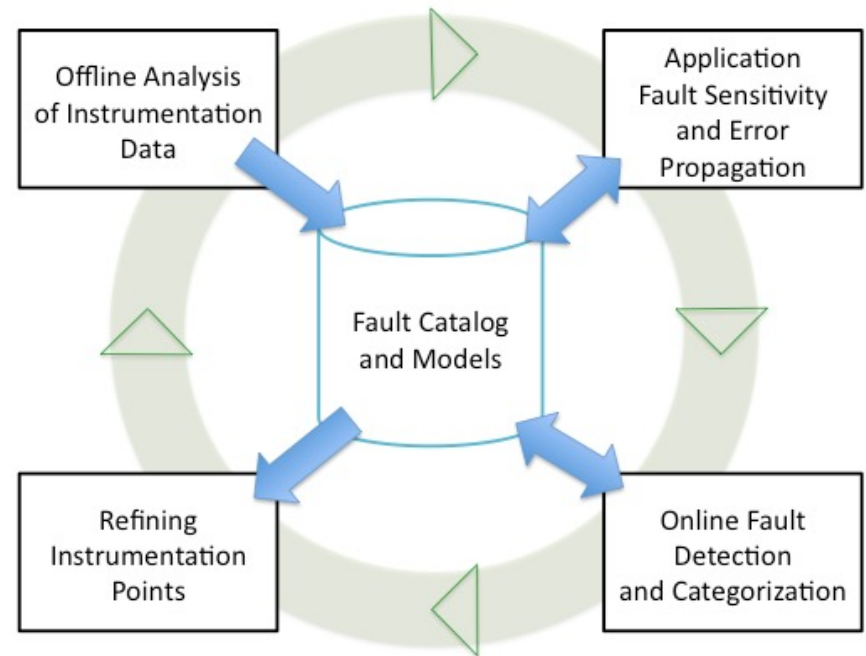 Offline Analysis
of Instrumentation
Data
Application
Fault Sensitivity
and Error
Propagation
Fault Catalog
and Models
Refining
Instrumentation
Points
Online Fault
Detection
and Categorization